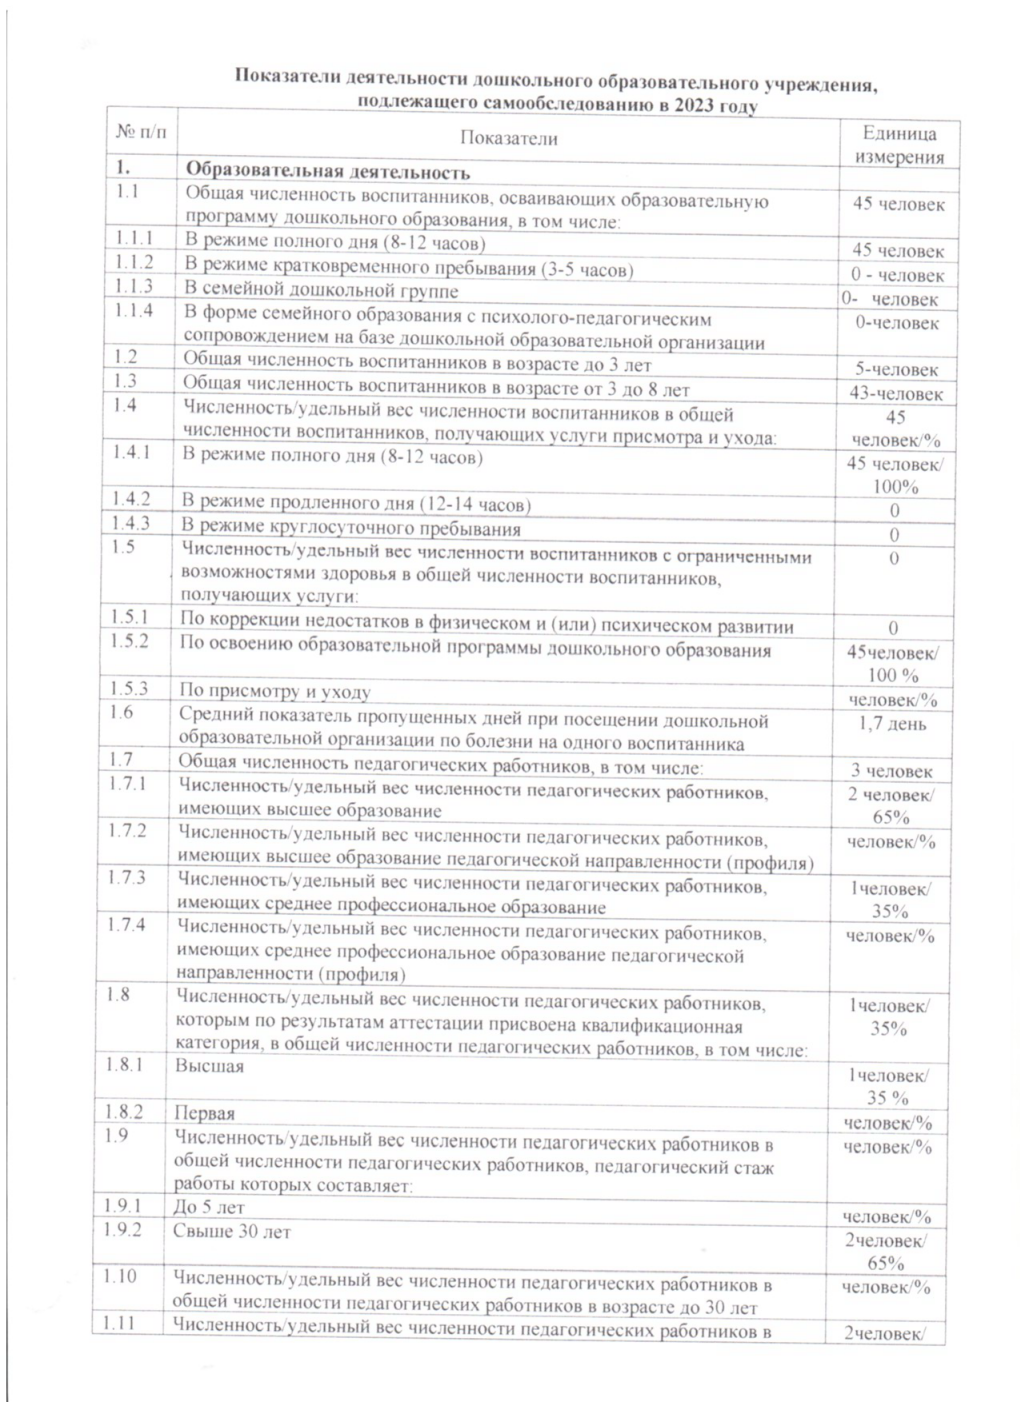 Показатели деятельности дошкольного образовательного учреждения,
подлежащего самообследованию в 2023 году
№ п/п Показатели Единица
измерения
1. Образовательная деятельность
1.1 Общая численность воспитанников, осваивающих образовательную 45 человек
программу дошкольного образования, в том числе:
1.1.1 В режиме полного дня (8-12 часов) 45 человек
1.1.2 В режиме кратковременного пребывания (3-5 часов) 0 - человек
1.1.3 В семейной дошкольной группе 0- человек
1.1.4 В форме семейного образования с психолого-педагогическим 0-человек
сопровождением на базе дошкольной образовательной организации
1.2 Общая численность воспитанников в возрасте до 3 лет 5-человек
1.3 Общая численность воспитанников в возрасте от 3 до 8 лет 43-человек
1.4 Численность/удельный вес численности воспитанников в общей 45
численности воспитанников, получающих услуги присмотра и ухода: человек/%
1.4.1 В режиме полного дня (8-12 часов) 45 человек/
100%
1.4.2 В режиме продленного дня (12-14 часов) 0
1.4.3 В режиме круглосуточного пребывания 0
1.5 Численность/удельный вес численности воспитанников с ограниченными 0
возможностями здоровья в общей численности воспитанников,
получающих услуги:
1.5.1 По коррекции недостатков в физическом и (или) психическом развитии 0
1.5.2 По освоению образовательной программы дошкольного образования 45человек/
100 %
1.5.3 По присмотру и уходу человек/%
1.6 Средний показатель пропущенных дней при посещении дошкольной 1,7 день
образовательной организации по болезни на одного воспитанника
1.7 Общая численность педагогических работников, в том числе: 3 человек
1.7.1 Численность/удельный вес численности педагогических работников, 2 человек/
имеющих высшее образование 65%
1.7.2 Численность/удельный вес численности педагогических работников, человек/%
имеющих высшее образование педагогической направленности (профиля)
1.7.3 Численность/удельный вес численности педагогических работников, 1человек/
имеющих среднее профессиональное образование 35%
1.7.4 Численность/удельный вес численности педагогических работников, человек/%
имеющих среднее профессиональное образование педагогической
направленности (профиля)
1.8 Численность/удельный вес численности педагогических работников, 1человек/
которым по результатам аттестации присвоена квалификационная 35%
категория, в общей численности педагогических работников, в том числе:
1.8.1 Высшая 1человек/
35 %
1.8.2 Первая человек/%
1.9 Численность/удельный вес численности педагогических работников в человек/%
общей численности педагогических работников, педагогический стаж
работы которых составляет:
1.9.1 До 5 лет человек/%
1.9.2 Свыше 30 лет 2человек/
65%
1.10 Численность/удельный вес численности педагогических работников в человек/%
общей численности педагогических работников в возрасте до 30 лет
1.11 Численность/удельный вес численности педагогических работников в 2человек/